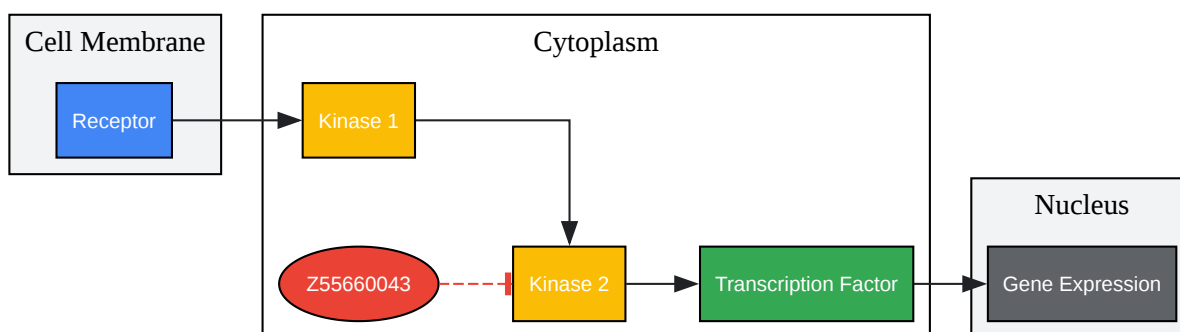 Cell Membrane
Cytoplasm
Receptor
Kinase 1
Nucleus
Z55660043
Kinase 2
Transcription Factor
Gene Expression